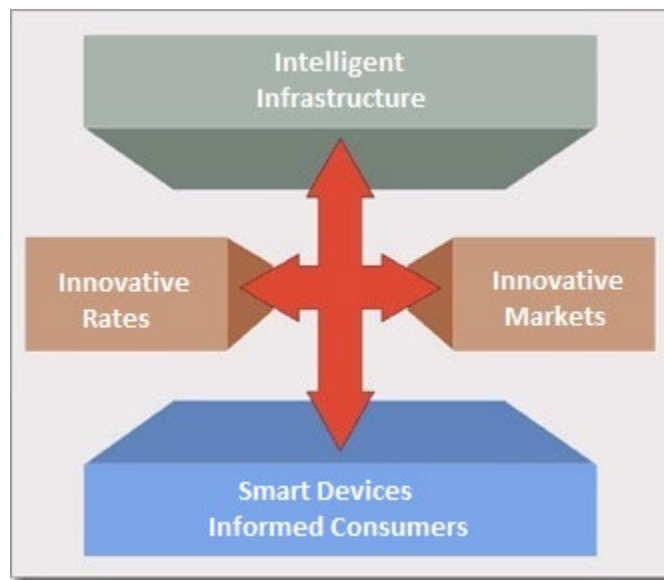 Intelligent
Infrastructure
Innovative
Rates
Innovative
Markets
Smart Devices
Informed Consumers